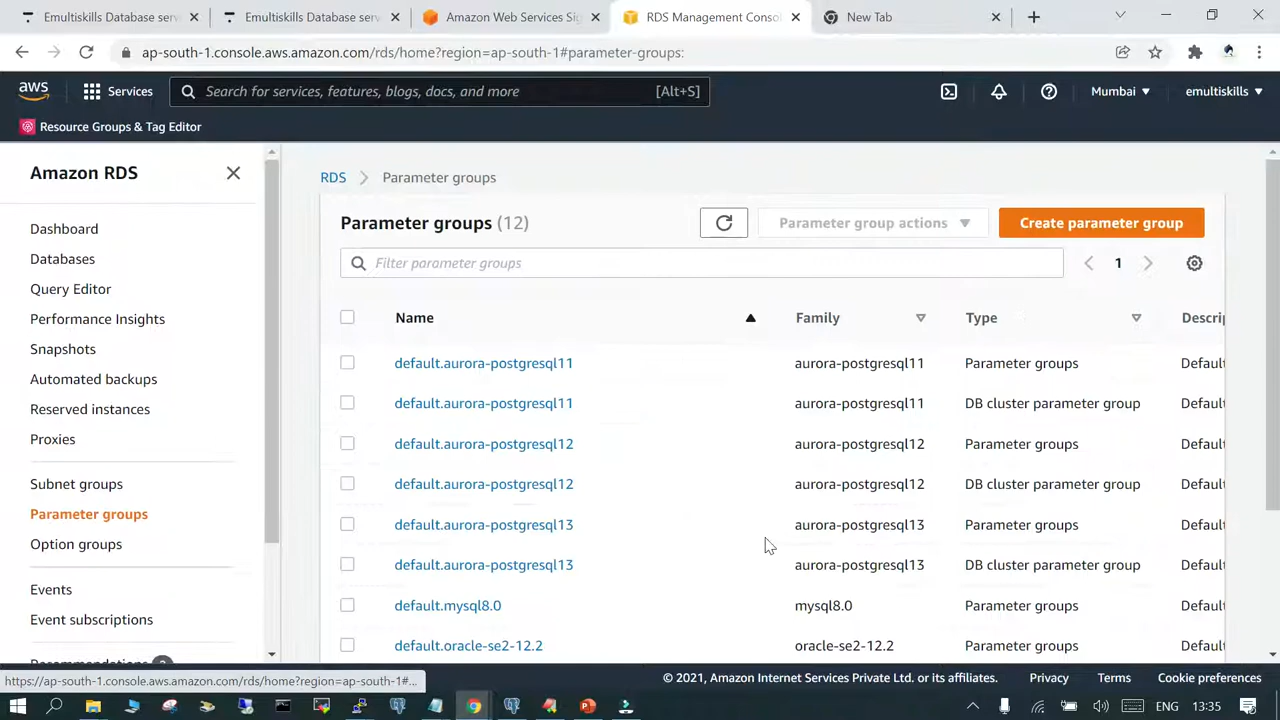 Emultiskills Database serv
Emultiskills Database serv
Amazon Web Services Sig
RDS Management Conso
New Tab
ap-south-1.console.aws.amazon.com/rds/home?region=ap-south-1#parameter-groups:
aws
Services
Search for services, features, blogs, docs, and more
[Alt+S]
Mumbai
emultiskills
Resource Groups & Tag Editor
Amazon RDS
Dashboard
Databases
Query Editor
Performance Insights
Snapshots
Automated backups
Reserved instances
Proxies
Subnet groups
Parameter groups
Option groups
Events
Event subscriptions
RDS
Parameter groups
Parameter groups (12)
Parameter group actions
Create parameter group
Filter parameter groups
1
Name Family Type Descrip
default.aurora-postgresql11 aurora-postgresql11 Parameter groups Default
default.aurora-postgresql11 aurora-postgresql11 DB cluster parameter group Default
default.aurora-postgresql12 aurora-postgresql12 Parameter groups Default
default.aurora-postgresql12 aurora-postgresql12 DB cluster parameter group Default
default.aurora-postgresql13 aurora-postgresql13 Parameter groups Default
default.aurora-postgresql13 aurora-postgresql13 DB cluster parameter group Default
default.mysql8.0 mysql8.0 Parameter groups Default
default.oracle-se2-12.2 oracle-se2-12.2 Parameter groups Default
https://ap-south-1.console.aws.amazon.com/rds/home?region=ap-south-1#...
© 2021, Amazon Internet Services Private Ltd. or its affiliates.
Privacy
Terms
Cookie preferences
ENG
13:35